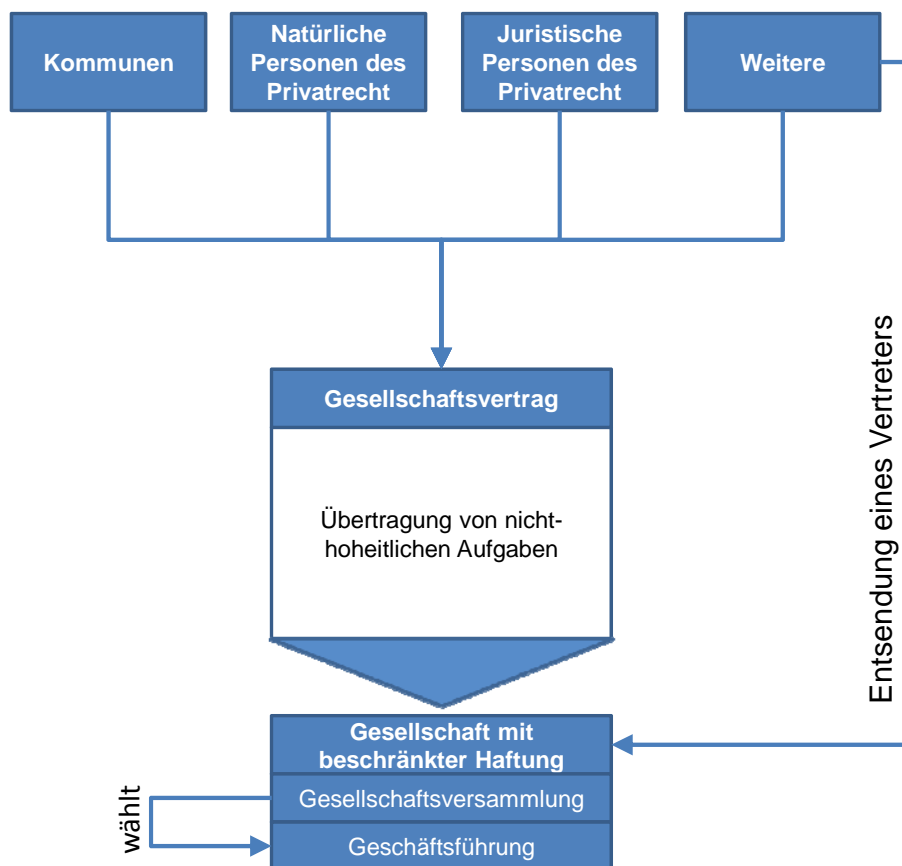 Kommunen
Natürliche
Personen des
Privatrecht
Juristische
Personen des
Privatrecht
Weitere
Entsendung eines Vertreters
Gesellschaftsvertrag
Übertragung von nicht-
hoheitlichen Aufgaben
Gesellschaft mit
beschränkter Haftung
Gesellschaftsversammlung
wählt
Geschäftsführung